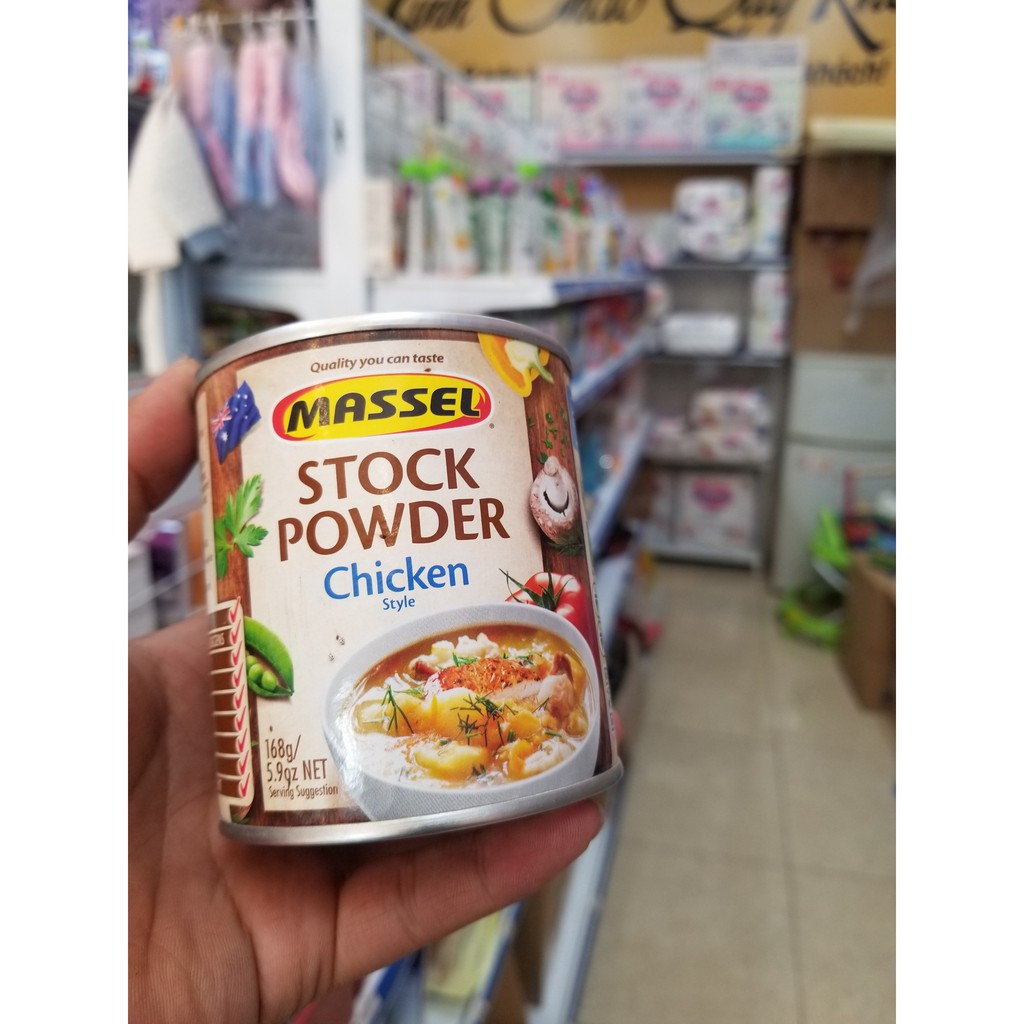 Quality you can taste
MASSEL
STOCK
POWDER
Chicken
Style
168g/
5.9oz NET
Serving Suggestion